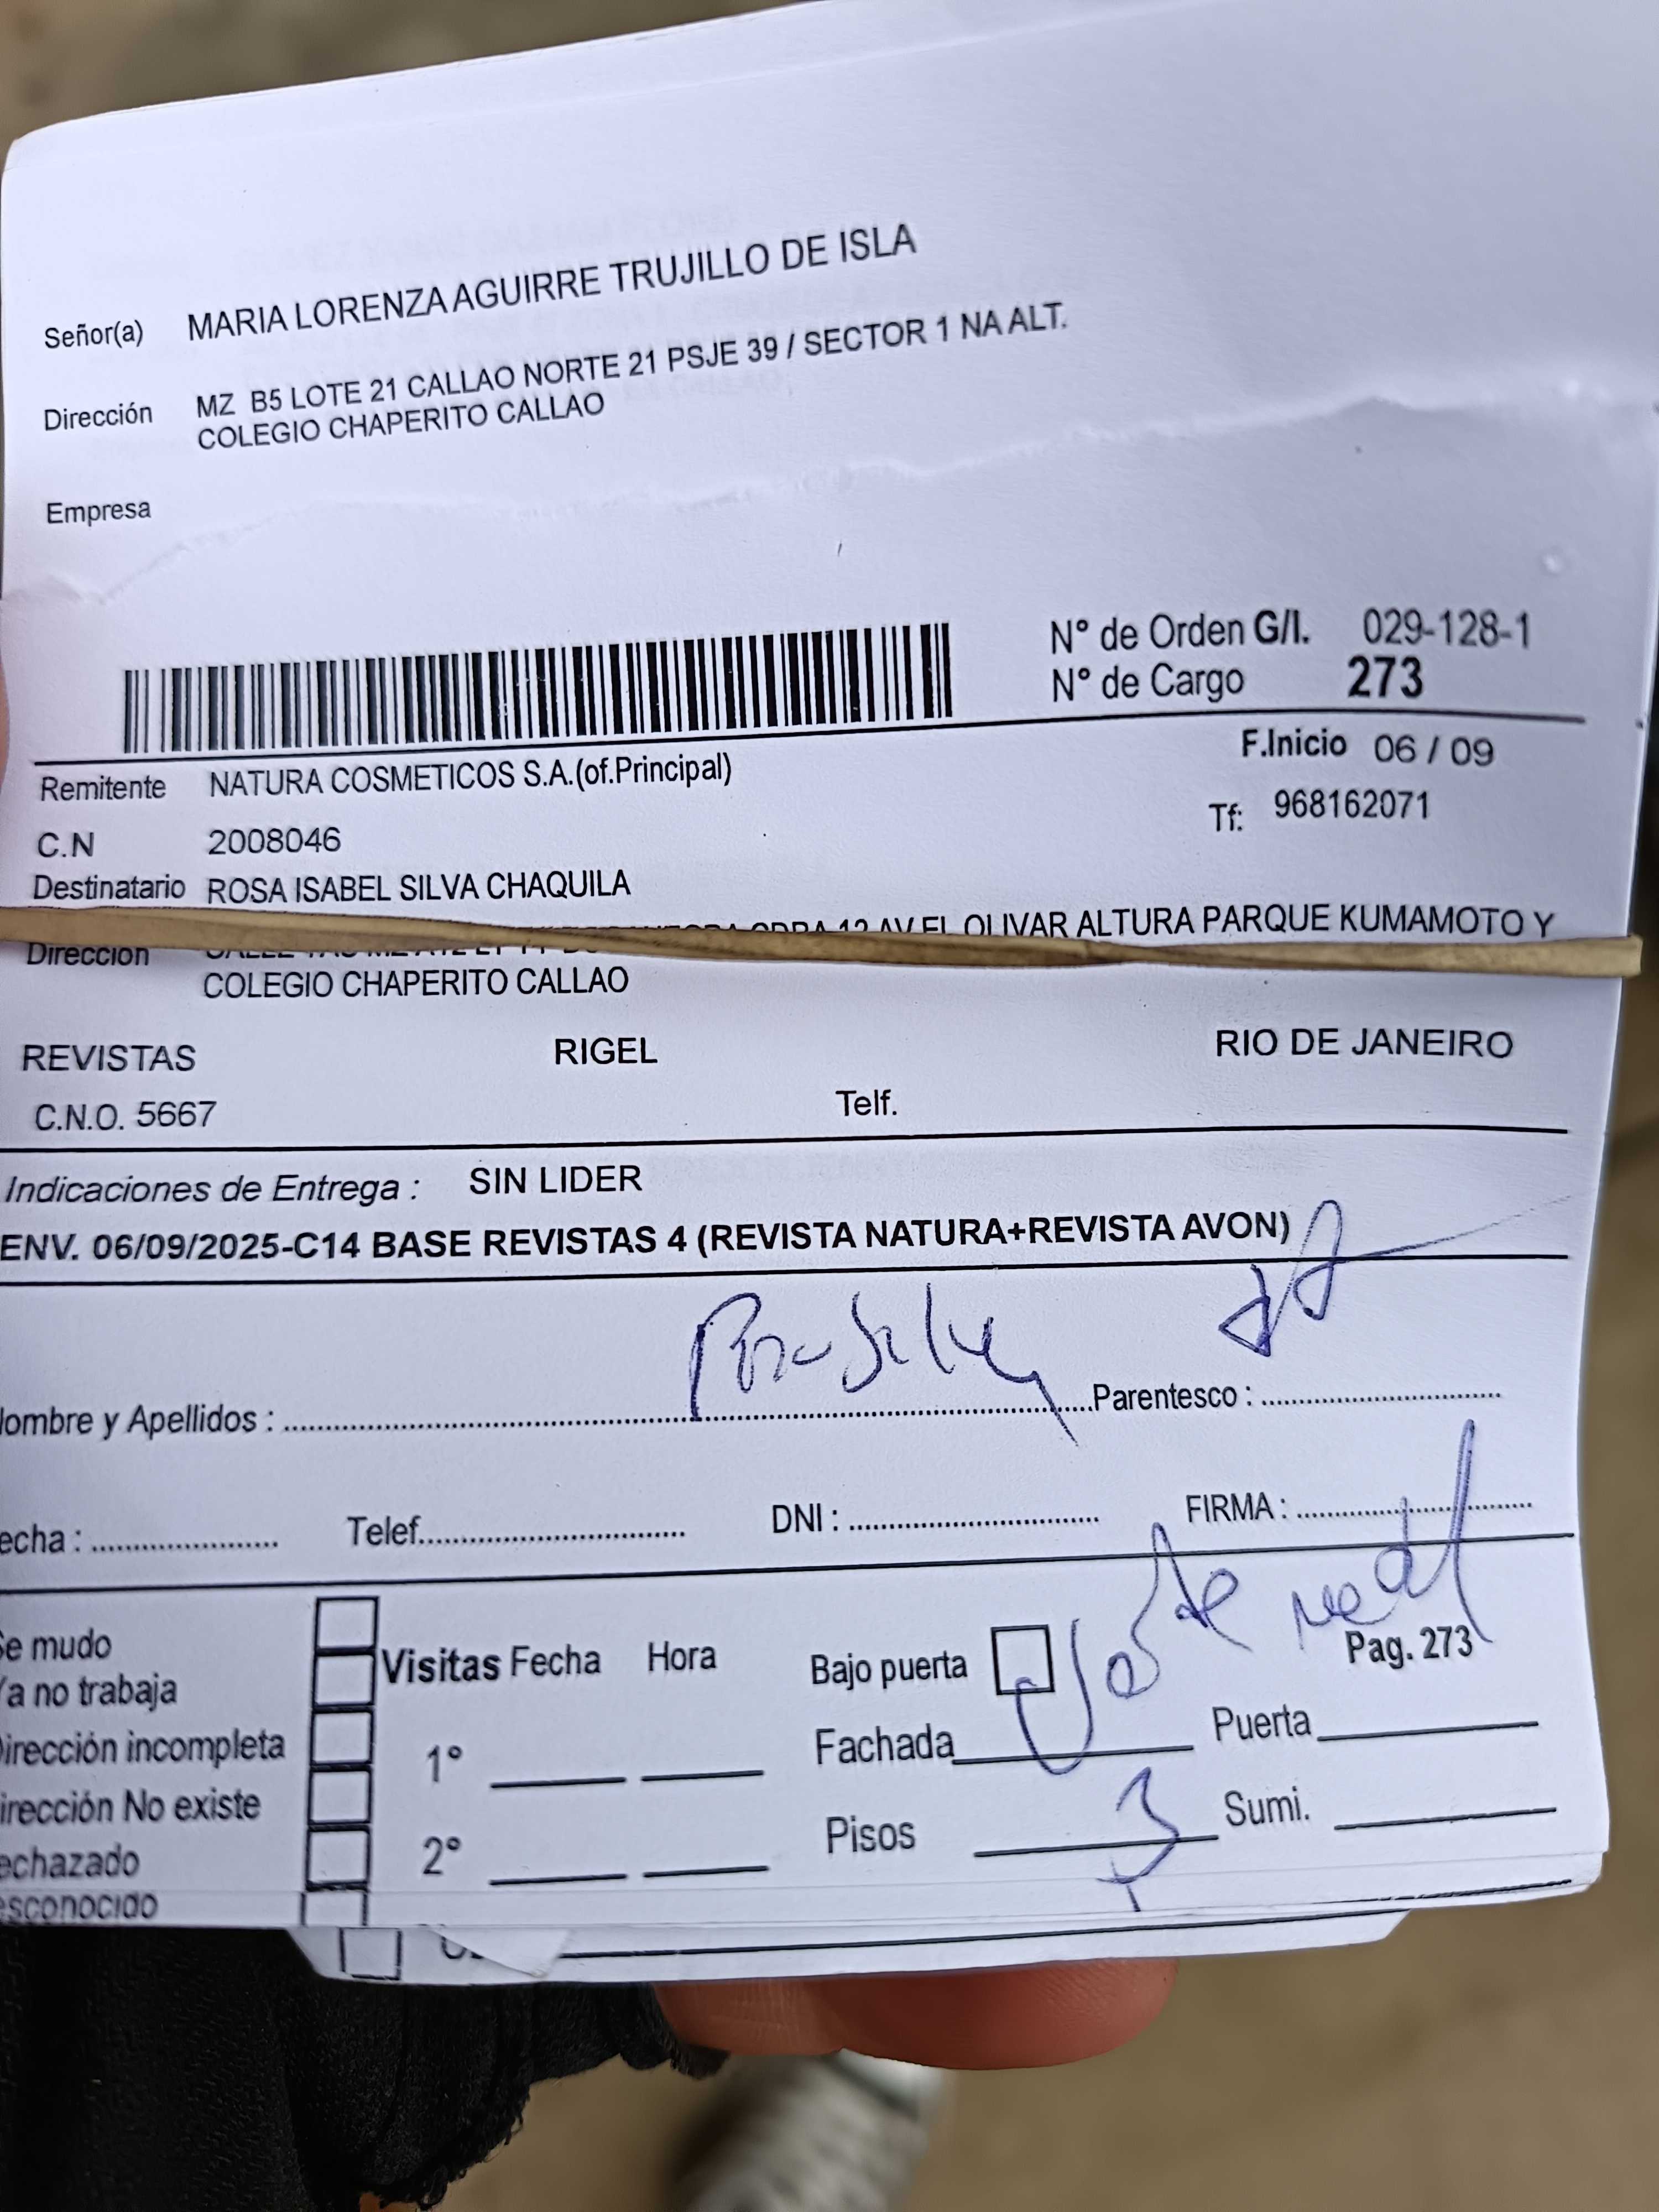 Señor(a) MARIA LORENZA AGUIRRE TRUJILLO DE ISLA
Dirección MZ B5 LOTE 21 CALLAO NORTE 21 PSJE 39 / SECTOR 1 NA ALT.
COLEGIO CHAPERITO CALLAO
Empresa
N° de Orden G/I. 029-128-1
N° de Cargo 273
F.Inicio 06 / 09
Remitente NATURA COSMETICOS S.A.(of.Principal)
Tf: 968162071
C.N 2008046
Destinatario ROSA ISABEL SILVA CHAQUILA
Dirección 12 AV EL OLIVAR ALTURA PARQUE KUMAMOTO Y
COLEGIO CHAPERITO CALLAO
REVISTAS RIGEL RIO DE JANEIRO
C.N.O. 5667 Telf.
Indicaciones de Entrega : SIN LIDER
ENV. 06/09/2025-C14 BASE REVISTAS 4 (REVISTA NATURA+REVISTA AVON)
Rosa Silva
ombre y Apellidos : Parentesco :
echa : Telef. DNI : FIRMA :
e mudo
a no trabaja
Visitas Fecha Hora Bajo puerta Pag. 273
irección incompleta 1° Fachada Puerta
irección No existe
2° Pisos 3 Sumi.
echazado
esconocido